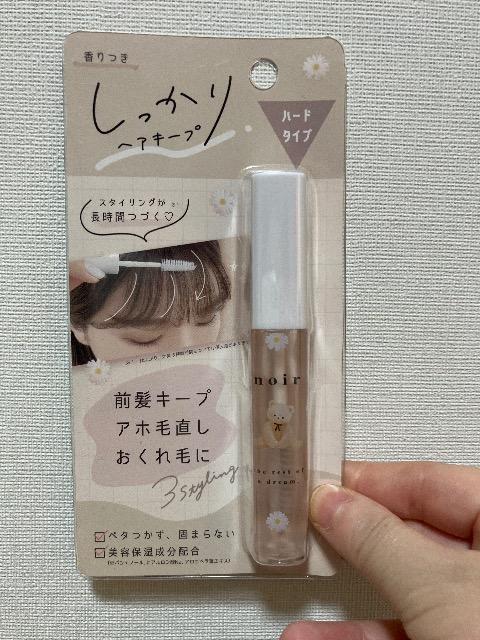 香りつき
しっかり
ヘアキープ
ハード
タイプ
スタイリングが
長時間つづく♡
前髪キープ
アホ毛直し
おくれ毛に
3 styling
noir
a dream.
ベタつかず、固まらない
美容保湿成分配合